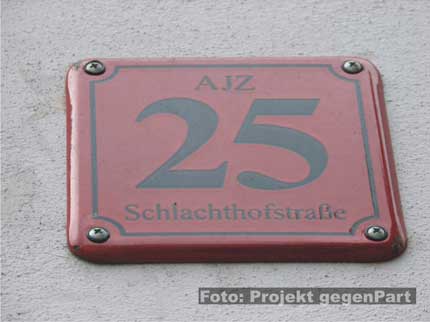 AJZ
25
Schlachthofstraße
Foto: Projekt gegenPart